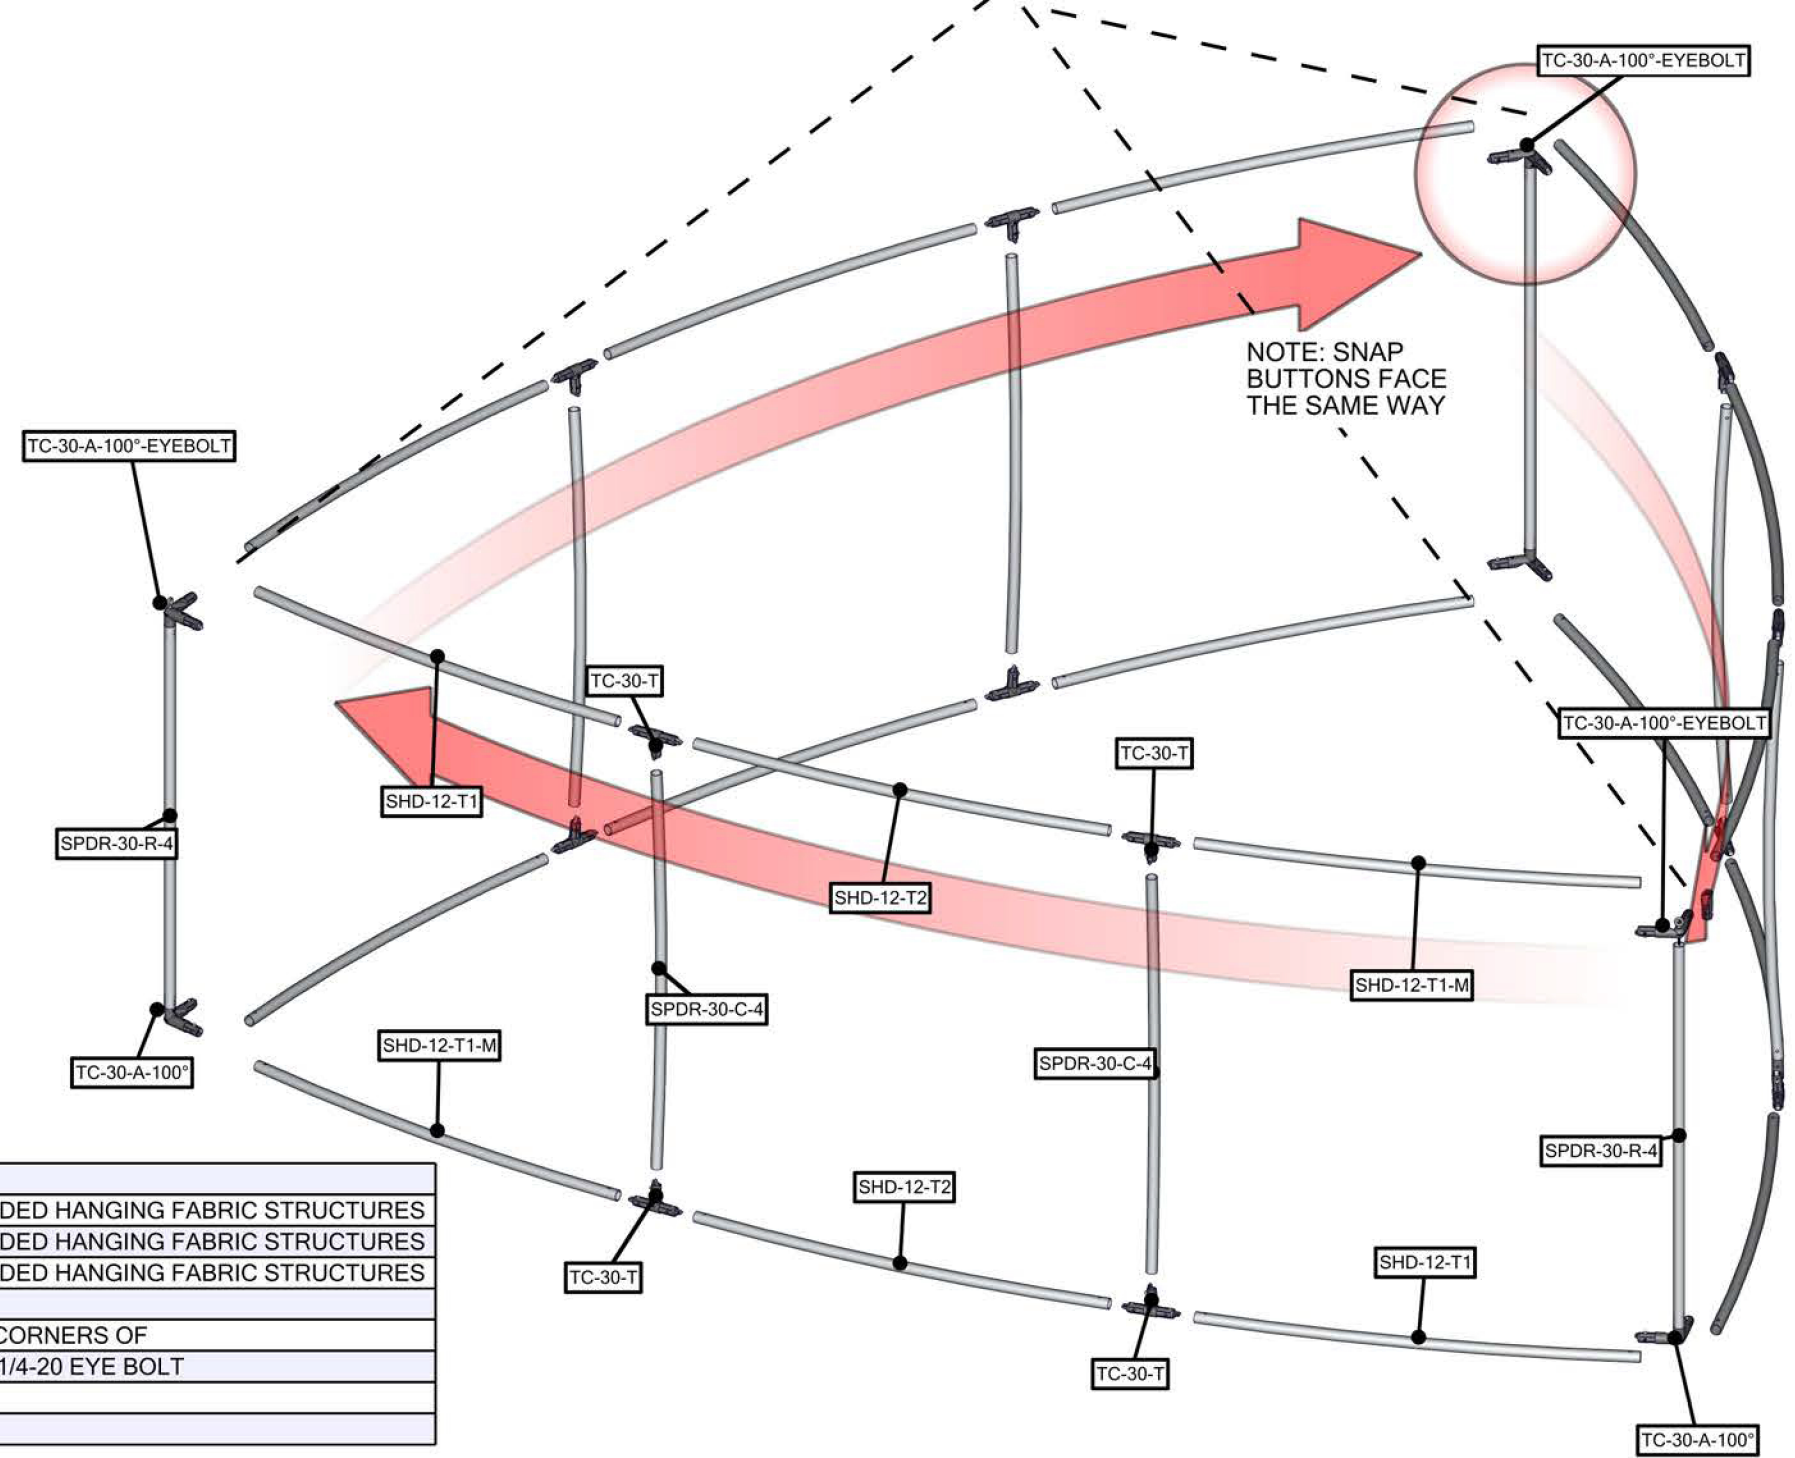 TC-30-A-100°-EYEBOLT
NOTE: SNAP
BUTTONS FACE
THE SAME WAY
TC-30-A-100°-EYEBOLT
TC-30-T
TC-30-A-100°-EYEBOLT
TC-30-T
SHD-12-T1
SPDR-30-R-4
SHD-12-T2
SHD-12-T1-M
SPDR-30-C-4
SHD-12-T1-M
SPDR-30-C-4
TC-30-A-100°
SPDR-30-R-4
SHD-12-T2
DED HANGING FABRIC STRUCTURES
DED HANGING FABRIC STRUCTURES
DED HANGING FABRIC STRUCTURES
SHD-12-T1
TC-30-T
CORNERS OF
1/4-20 EYE BOLT
TC-30-T
TC-30-A-100°